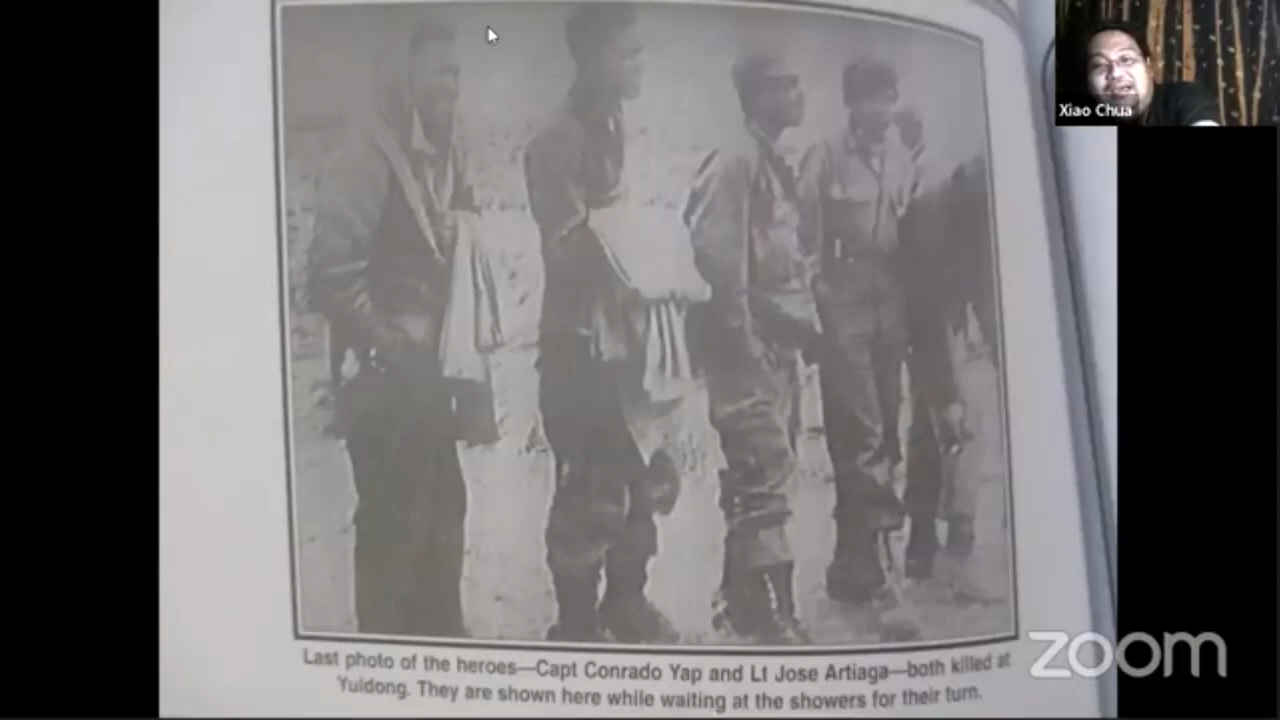 Xiao Chua
Last photo of the heroes—Capt Conrado Yap and Lt Jose Artiaga—both killed at
Yuldong. They are shown here while waiting at the showers for their turn.
zoom